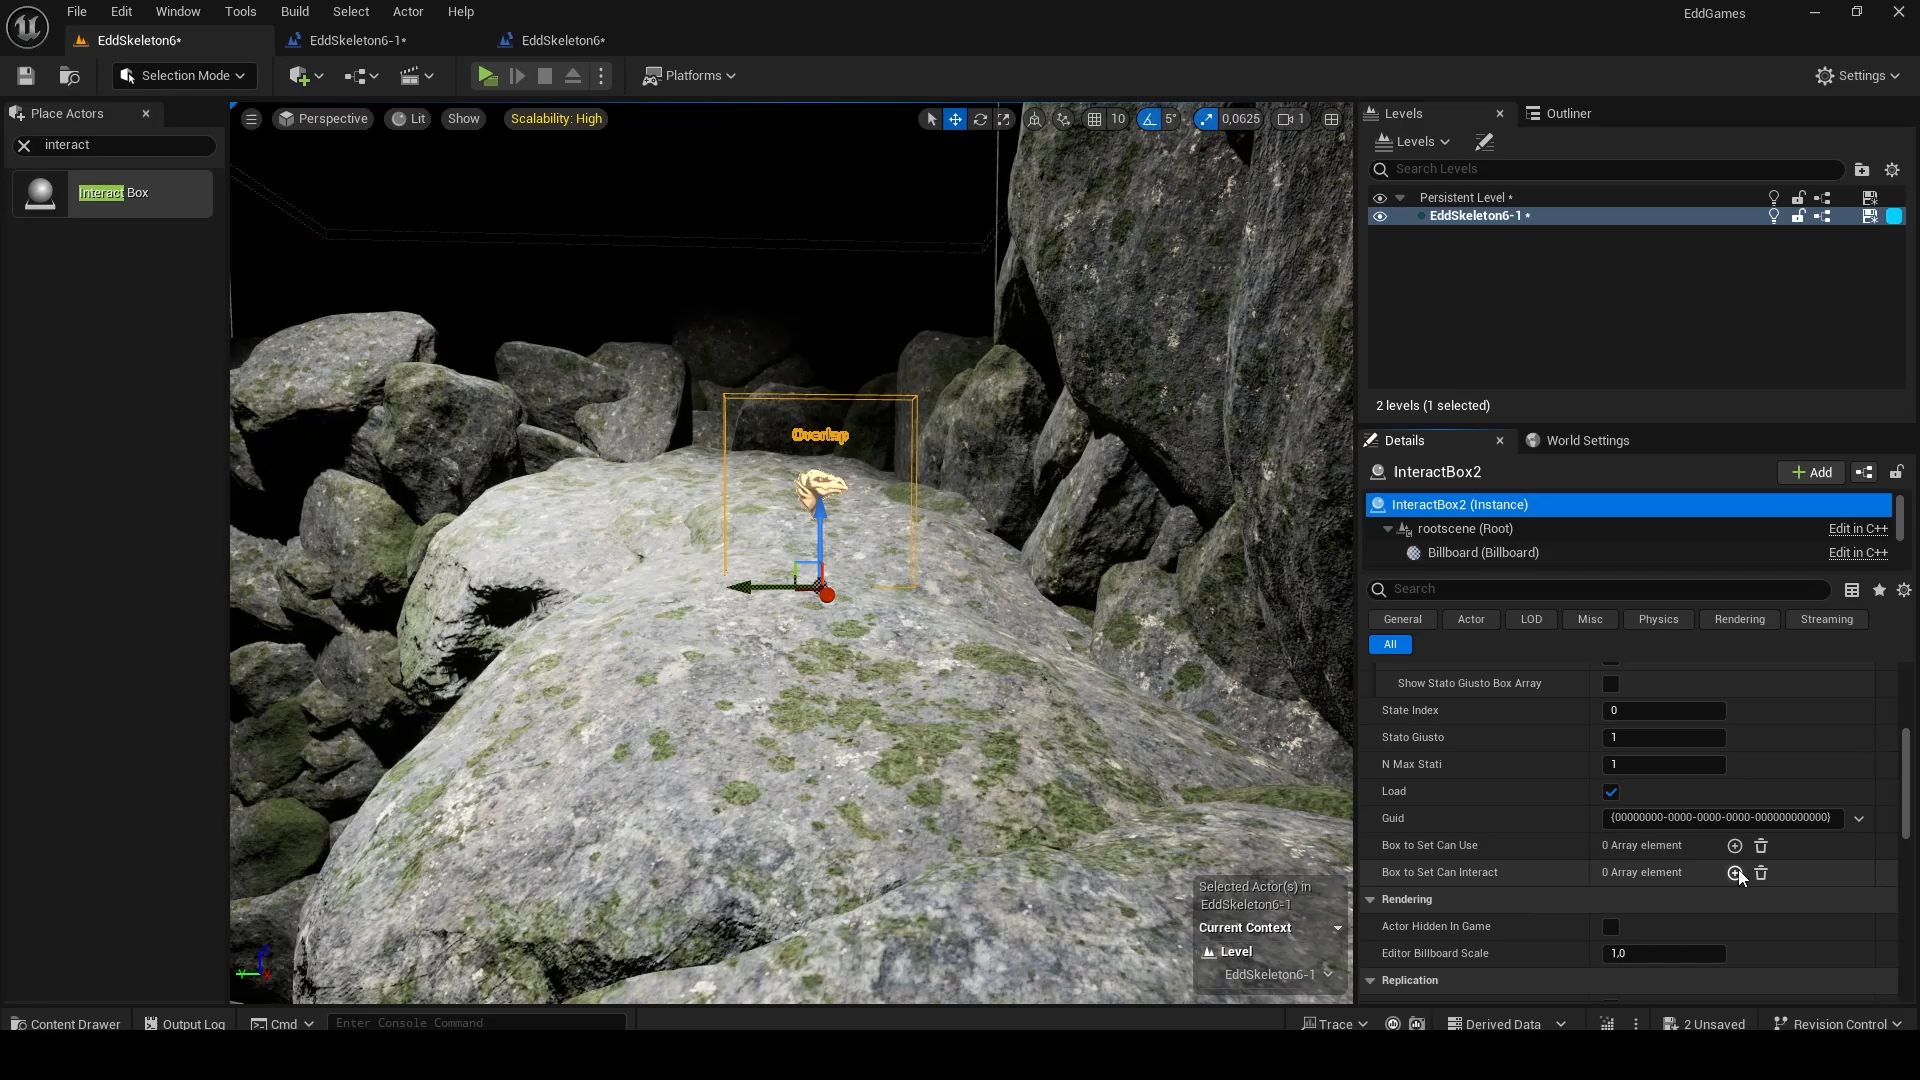 File Edit Window Tools Build Select Actor Help
EddGames
EddSkeleton6*
EddSkeleton6-1*
EddSkeleton6*
Selection Mode
Platforms
Settings
Place Actors
interact
Interact Box
Perspective
Lit
Show
Scalability: High
10
5°
0,0625
1
Overlap
Selected Actor(s) in
EddSkeleton6-1
Current Context
Level
EddSkeleton6-1
Levels
Outliner
Levels
Search Levels
Persistent Level *
EddSkeleton6-1 *
2 levels (1 selected)
Details
World Settings
InteractBox2
Add
InteractBox2 (Instance)
rootscene (Root) Edit in C++
Billboard (Billboard) Edit in C++
Search
General Actor LOD Misc Physics Rendering Streaming
All
Show Stato Giusto Box Array
State Index 0
Stato Giusto 1
N Max Stati 1
Load
Guid {00000000-0000-0000-0000-000000000000}
Box to Set Can Use 0 Array element
Box to Set Can Interact 0 Array element
Rendering
Actor Hidden In Game
Editor Billboard Scale 1,0
Replication
Content Drawer
Output Log
Cmd
Enter Console Command
Trace
Derived Data
2 Unsaved
Revision Control